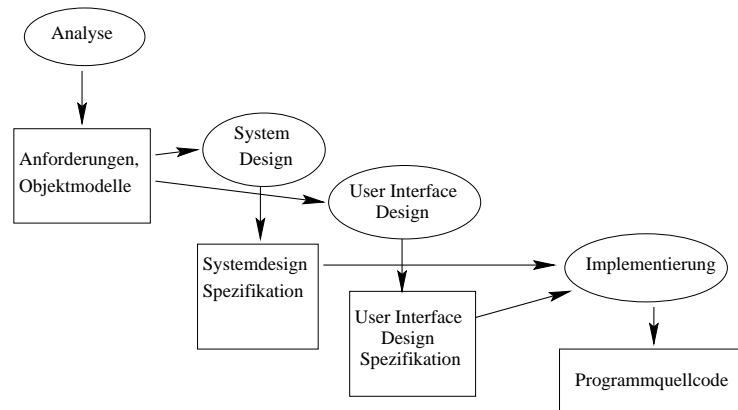 Analyse
Anforderungen,
Objektmodelle
System
Design
User Interface
Design
Systemdesign
Spezifikation
User Interface
Design
Spezifikation
Implementierung
Programmquellcode